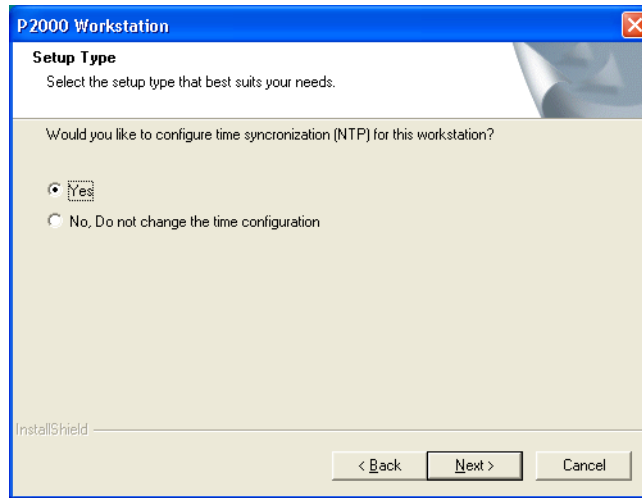 P2000 Workstation
Setup Type
Select the setup type that best suits your needs.
Would you like to configure time syncronization (NTP) for this workstation?
Yes
No, Do not change the time configuration
InstallShield
< Back Next > Cancel